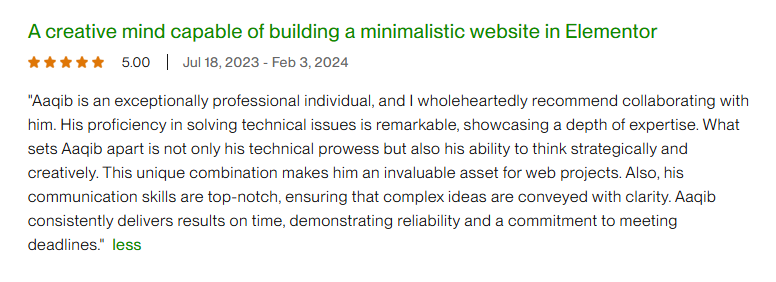 A creative mind capable of building a minimalistic website in Elementor
5.00 | Jul 18, 2023 - Feb 3, 2024
"Aaqib is an exceptionally professional individual, and I wholeheartedly recommend collaborating with
him. His proficiency in solving technical issues is remarkable, showcasing a depth of expertise. What
sets Aaqib apart is not only his technical prowess but also his ability to think strategically and
creatively. This unique combination makes him an invaluable asset for web projects. Also, his
communication skills are top-notch, ensuring that complex ideas are conveyed with clarity. Aaqib
consistently delivers results on time, demonstrating reliability and a commitment to meeting
deadlines." less